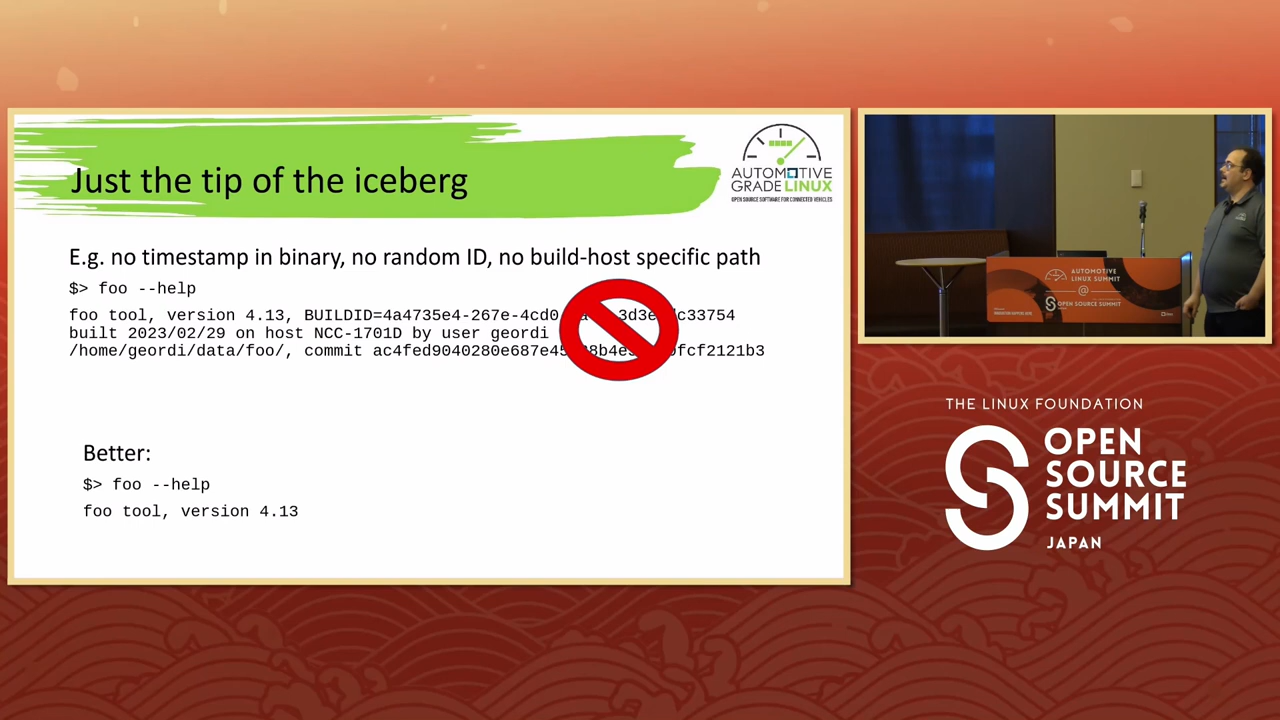 Just the tip of the iceberg
AUTOMOTIVE
GRADE LINUX
OPEN SOURCE SOFTWARE FOR CONNECTED VEHICLES
E.g. no timestamp in binary, no random ID, no build-host specific path
$> foo --help
foo tool, version 4.13, BUILDID=4a4735e4-267e-4cd0 3d3e c33754
built 2023/02/29 on host NCC-1701D by user geordi
/home/geordi/data/foo/, commit ac4fed9040280e687e45 8b4e fcf2121b3
Better:
$> foo --help
foo tool, version 4.13
AUTOMOTIVE
LINUX SUMMIT
@
OPEN SOURCE SUMMIT
THE LINUX FOUNDATION
OPEN
SOURCE
SUMMIT
JAPAN